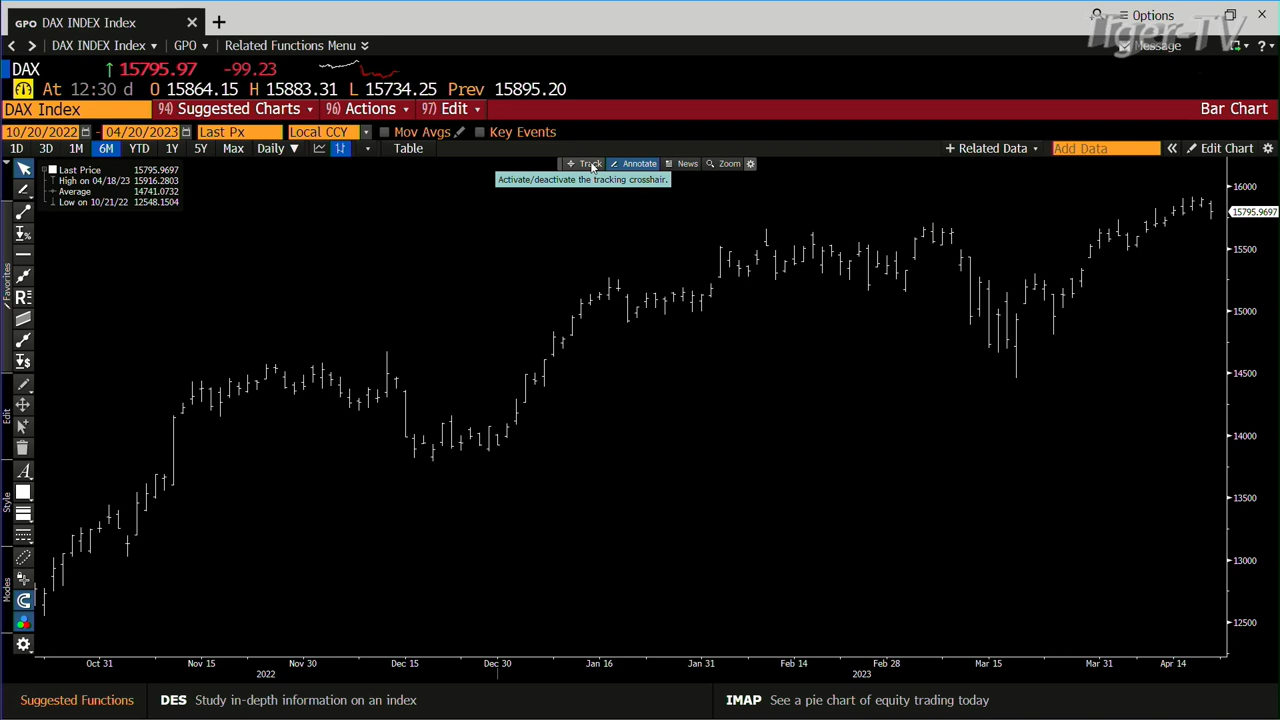 GPO DAX INDEX Index
Options
Tiger-TV
DAX INDEX Index GPO Related Functions Menu
Message
DAX 15795.97 -99.23
At 12:30 d O 15864.15 H 15883.31 L 15734.25 Prev 15895.20
DAX Index 94) Suggested Charts 96) Actions 97) Edit Bar Chart
10/20/2022 - 04/20/2023 Last Px Local CCY Mov Avgs Key Events
1D 3D 1M 6M YTD 1Y 5Y Max Daily Table + Related Data Add Data Edit Chart
Track Annotate News Zoom
Activate/deactivate the tracking crosshair.
Last Price 15795.9697
High on 04/18/23 15916.2803
Average 14741.0732
Low on 10/21/22 12548.1504
Favorites
Edit
Style
Modes
16000
15795.9697
15500
15000
14500
14000
13500
13000
12500
Oct 31 Nov 15 Nov 30 Dec 15 Dec 30 Jan 16 Jan 31 Feb 14 Feb 28 Mar 15 Mar 31 Apr 14
2022 2023
Suggested Functions DES Study in-depth information on an index IMAP See a pie chart of equity trading today